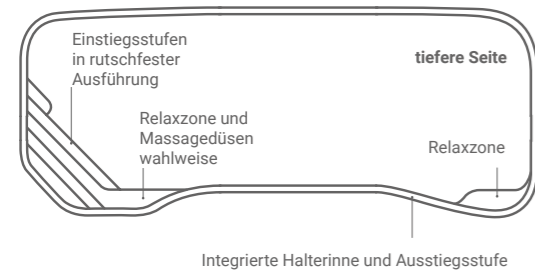 Einstiegsstufen
in rutschfester
Ausführung
tiefere Seite
Relaxzone und
Massagedüsen
wahlweise
Relaxzone
Integrierte Halterinne und Ausstiegsstufe